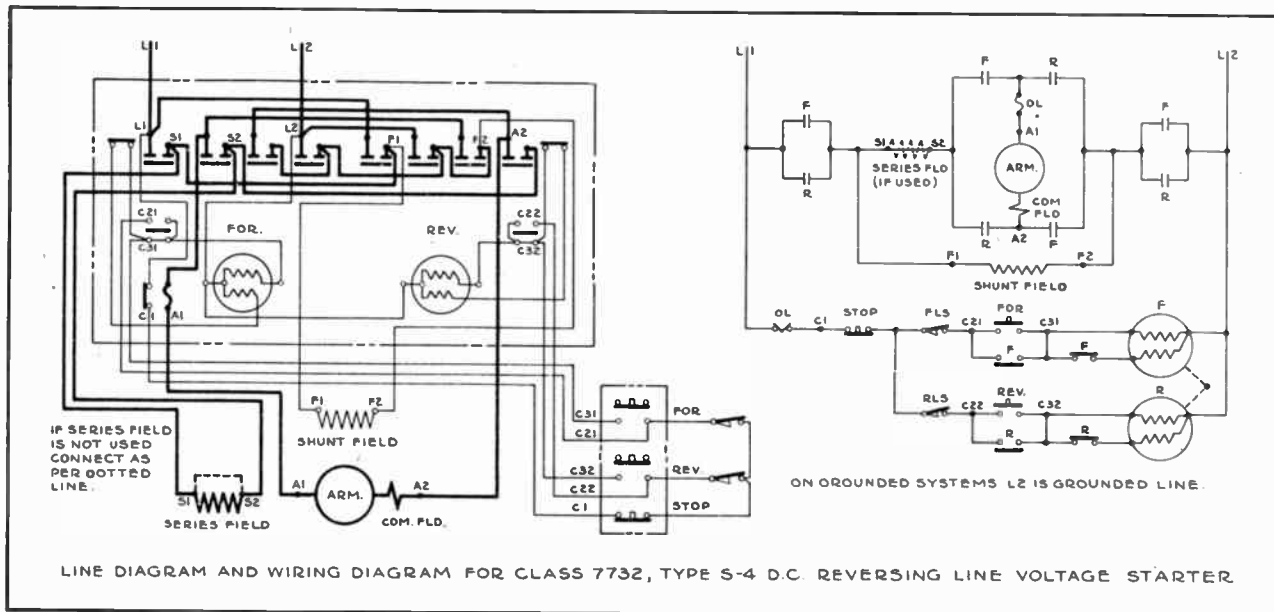 L1
L2
L1
S1
S2
L2
F1
F2
A2
C21
C31
FOR.
REV.
C22
C32
C1
A1
F1
F2
SHUNT FIELD
IF SERIES FIELD
IS NOT USED
CONNECT AS
PER DOTTED
LINE.
S1
S2
SERIES FIELD
A1
ARM.
A2
COM. FLD.
C31
FOR
C21
C32
REV.
C22
C1
STOP
L1
L2
F
R
OL
A1
F
F
S1
S2
SERIES FLD
(IF USED)
ARM.
R
R
COM
FLD
R
A2
F
F1
F2
SHUNT FIELD
OL
C1
STOP
FLS
C21
FOR
C31
F
F
F
RLS
C22
REV.
C32
R
R
R
ON GROUNDED SYSTEMS L2 IS GROUNDED LINE.
LINE DIAGRAM AND WIRING DIAGRAM FOR CLASS 7732, TYPE S-4 D.C. REVERSING LINE VOLTAGE STARTER